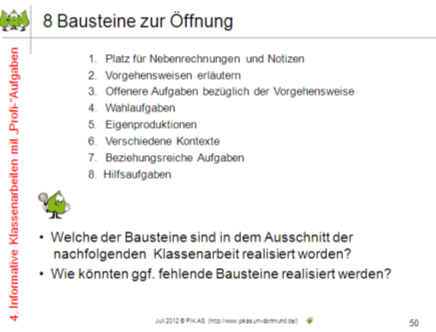 8 Bausteine zur Öffnung
4. Informative Klassenarbeiten mit „Profi-"Aufgaben
1. Platz für Nebenrechnungen und Notizen
2. Vorgehensweisen erläutern
3. Offenere Aufgaben bezüglich der Vorgehensweise
4. Wahlaufgaben
5. Eigenproduktionen
6. Verschiedene Kontexte
7. Beziehungsreiche Aufgaben
8. Hilfsaufgaben
• Welche der Bausteine sind in dem Ausschnitt der
nachfolgenden Klassenarbeit realisiert worden?
• Wie könnten ggf. fehlende Bausteine realisiert werden?
Juli 2012 © PIK AS (http://www.pikas.uni-dortmund.de/)
50